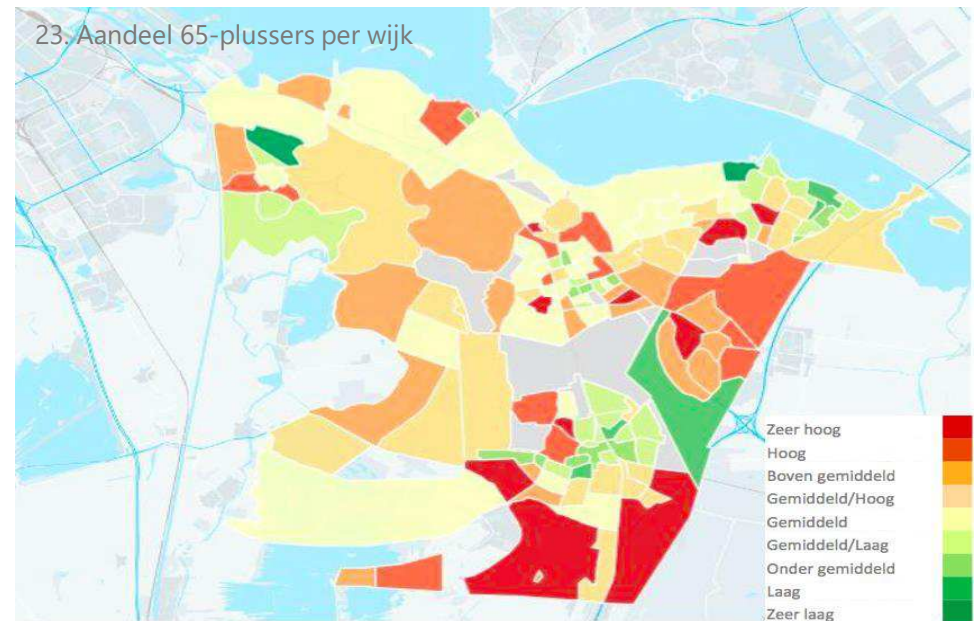 23. Aandeel 65-plussers per wijk
Zeer hoog
Hoog
Boven gemiddeld
Gemiddeld/Hoog
Gemiddeld
Gemiddeld/Laag
Onder gemiddeld
Laag
Zeer laag